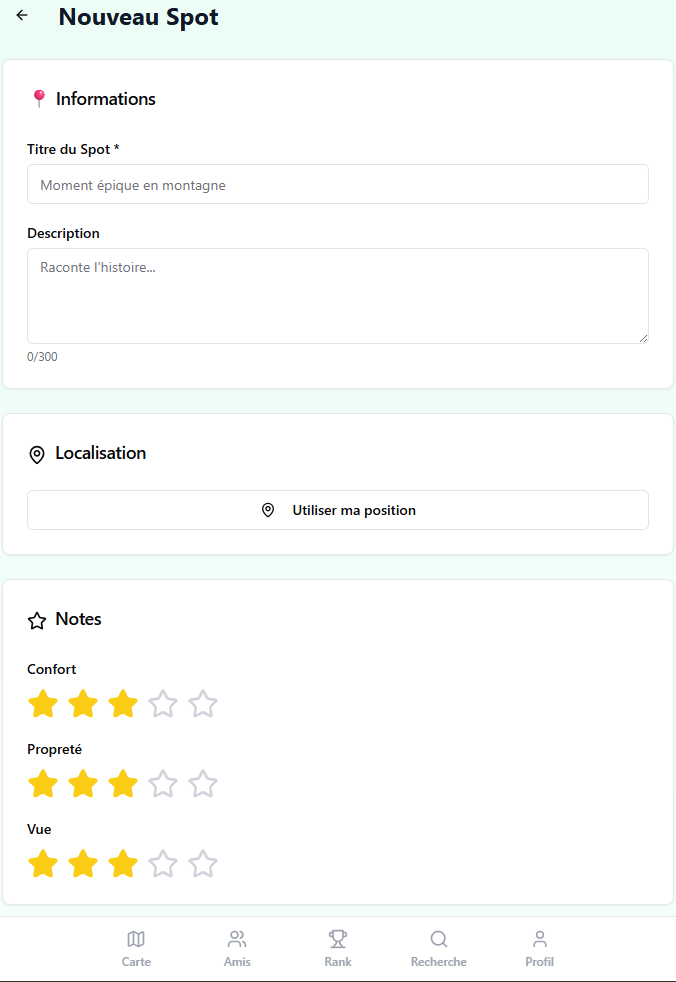 Nouveau Spot
Informations
Titre du Spot *
Moment épique en montagne
Description
Raconte l'histoire...
0/300
Localisation
Utiliser ma position
Notes
Confort
Propreté
Vue
Carte
Amis
Rank
Recherche
Profil